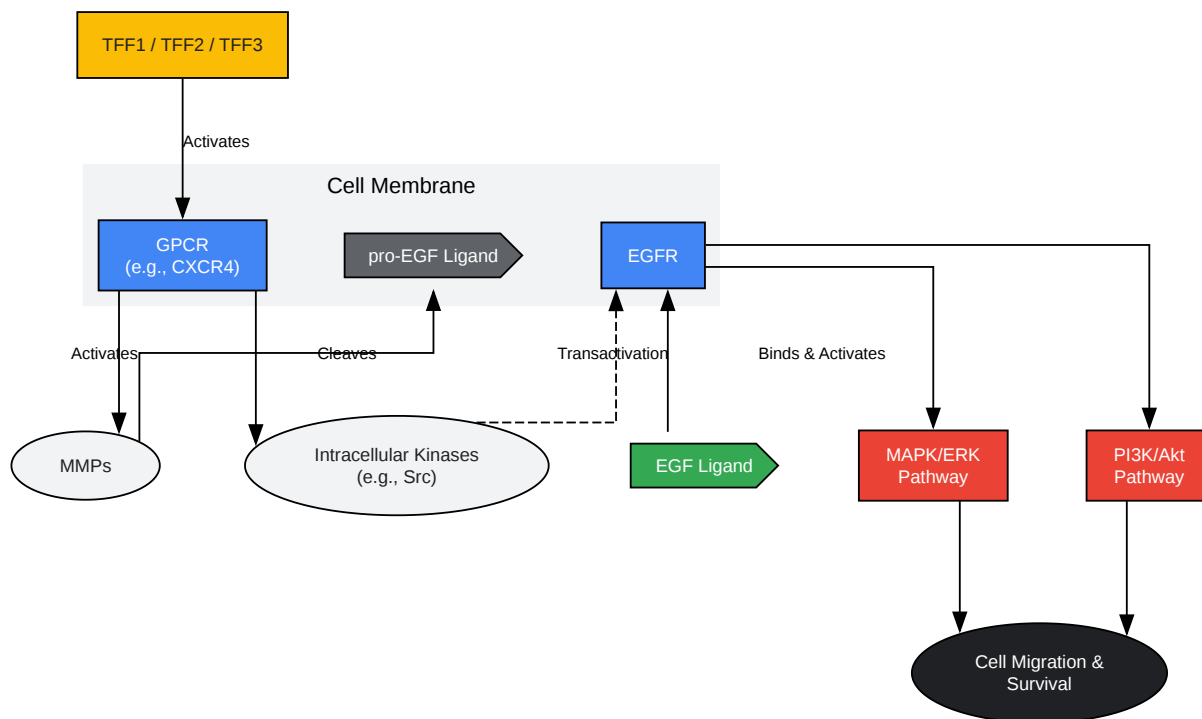 TFF1 / TFF2 / TFF3
Activates
Cell Membrane
GPCR
(e.g., CXCR4)
pro-EGF Ligand
EGFR
Activates
Cleaves
Transactivation
Binds & Activates
MMPs
Intracellular Kinases
(e.g., Src)
EGF Ligand
MAPK/ERK
Pathway
PI3K/Akt
Pathway
Cell Migration &
Survival